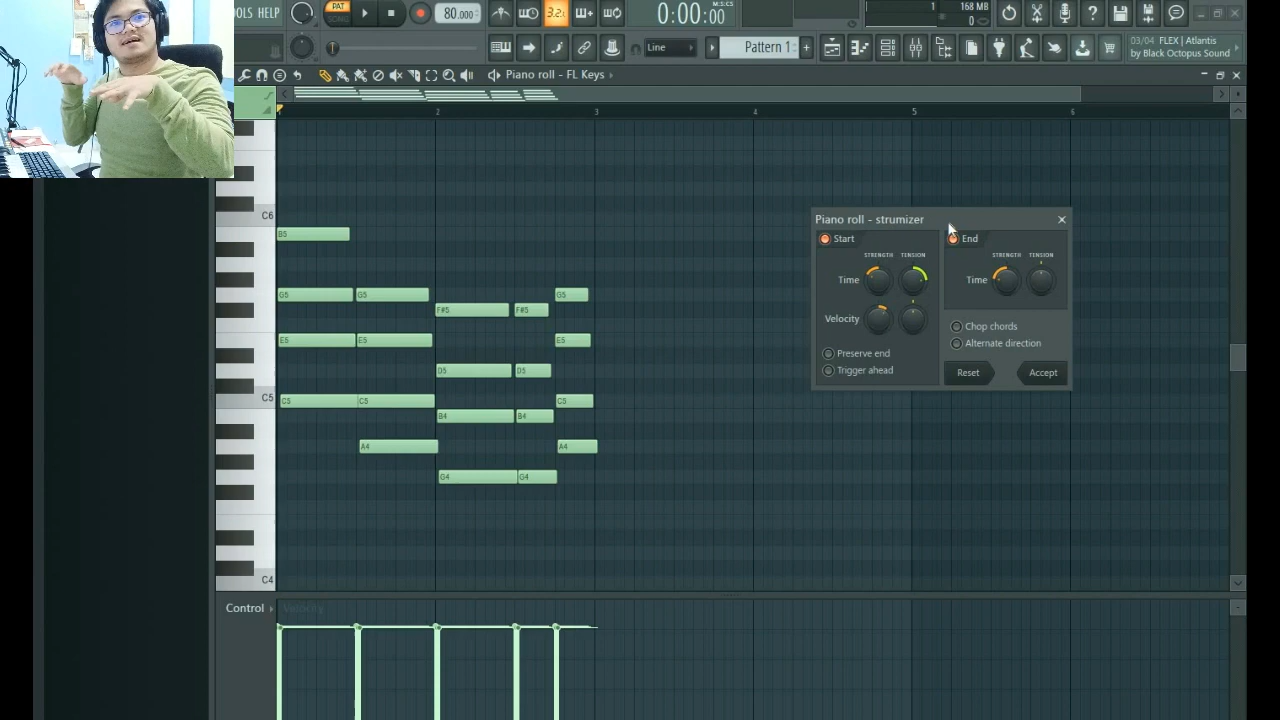 OOLS HELP
PAT
SONG
80.000
3.2.1
0:00:00
M:S:CS
1
168 MB
0
Line
Pattern 1
+
03/04 FLEX | Atlantis
by Black Octopus Sound
Piano roll - FL Keys
2 3 4 5 6
C6
B5
G5 G5 G5
F#5 F#5
E5 E5 E5
D5 D5
C5
C5 C5 C5
B4 B4
A4 A4
G4 G4
C4
Piano roll - strumizer
Start End
STRENGTH TENSION STRENGTH TENSION
Time Time
Velocity
Chop chords
Alternate direction
Preserve end
Trigger ahead
Reset Accept
Control
Velocity